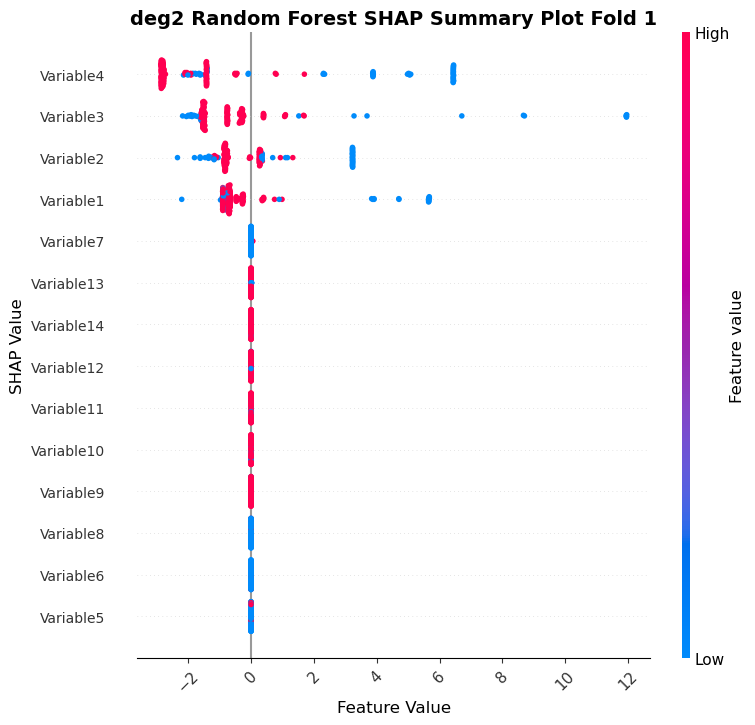 deg2 Random Forest SHAP Summary Plot Fold 1
High
Variable4
Variable3
Variable2
Variable1
Variable7
Variable13
Variable14
Variable12
Variable11
Variable10
Variable9
Variable8
Variable6
Variable5
SHAP Value
Feature value
Low
−2 0 2 4 6 8 10 12
Feature Value